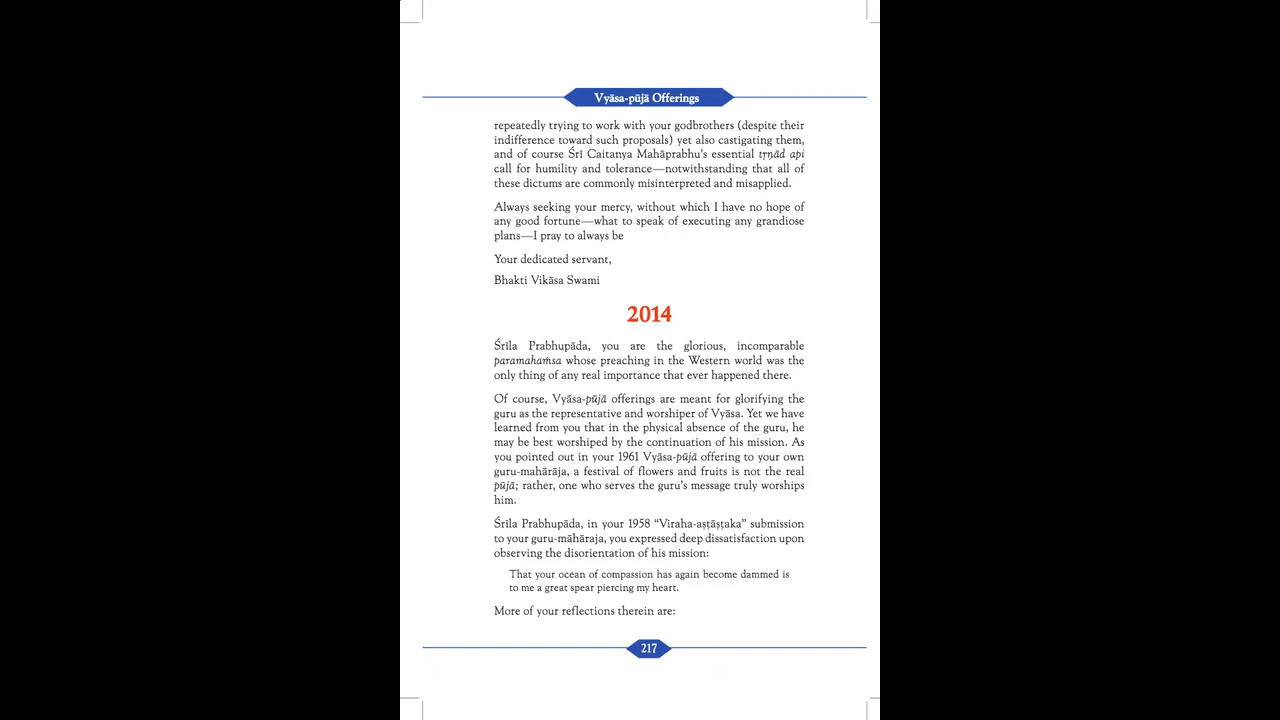 Vyāsa-pūjā Offerings
repeatedly trying to work with your godbrothers (despite their
indifference toward such proposals) yet also castigating them,
and of course Śrī Caitanya Mahāprabhu's essential tṛṇād api
call for humility and tolerance—notwithstanding that all of
these dictums are commonly misinterpreted and misapplied.
Always seeking your mercy, without which I have no hope of
any good fortune—what to speak of executing any grandiose
plans—I pray to always be
Your dedicated servant,
Bhakti Vikāsa Swami
2014
Śrīla Prabhupāda, you are the glorious, incomparable
paramahaṁsa whose preaching in the Western world was the
only thing of any real importance that ever happened there.
Of course, Vyāsa-pūjā offerings are meant for glorifying the
guru as the representative and worshiper of Vyāsa. Yet we have
learned from you that in the physical absence of the guru, he
may be best worshiped by the continuation of his mission. As
you pointed out in your 1961 Vyāsa-pūjā offering to your own
guru-mahārāja, a festival of flowers and fruits is not the real
pūjā; rather, one who serves the guru's message truly worships
him.
Śrīla Prabhupāda, in your 1958 “Viraha-aṣṭāṣṭaka” submission
to your guru-māhāraja, you expressed deep dissatisfaction upon
observing the disorientation of his mission:
That your ocean of compassion has again become dammed is
to me a great spear piercing my heart.
More of your reflections therein are:
217